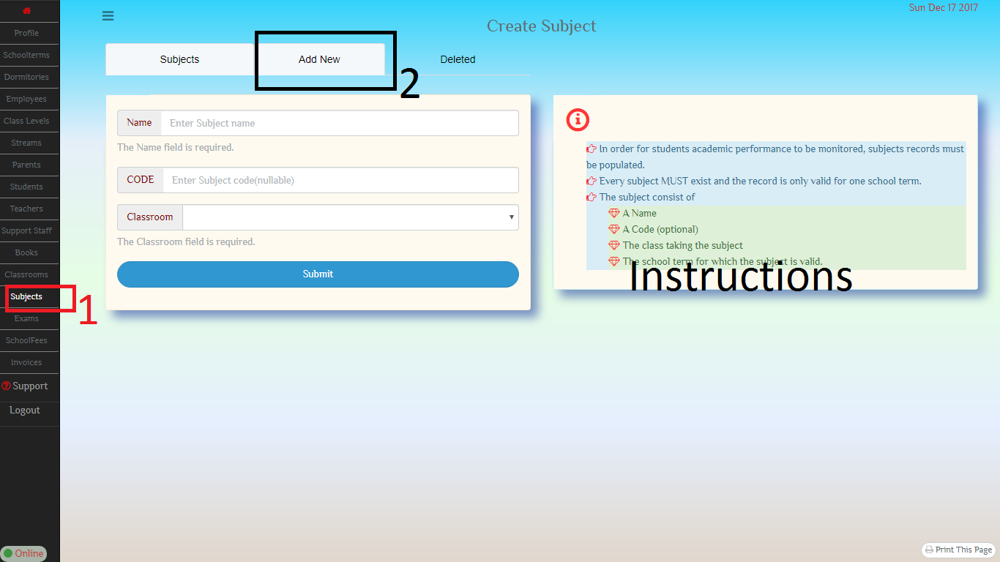 Sun Dec 17 2017
Create Subject
Profile
Schoolterms
Dormitories
Employees
Class Levels
Streams
Parents
Students
Teachers
Support Staff
Books
Classrooms
Subjects
1
Exams
SchoolFees
Invoices
Support
Logout
Online
Subjects
Add New
2
Deleted
Name
Enter Subject name
The Name field is required.
CODE
Enter Subject code(nullable)
Classroom
The Classroom field is required.
Submit
In order for students academic performance to be monitored, subjects records must
be populated.
Every subject MUST exist and the record is only valid for one school term.
The subject consist of
A Name
A Code (optional)
The class taking the subject
The school term for which the subject is valid.
Instructions
Print This Page